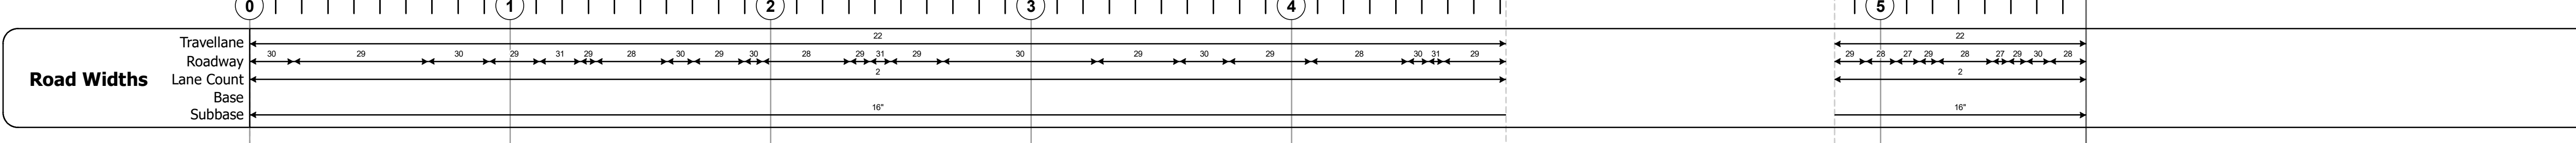 0 1 2 3 4 5
Road Widths
Travellane 22 22
Roadway 30 29 30 29 31 29 28 30 29 30 28 29 31 29 30 29 30 29 28 30 31 29 29 28 27 29 28 27 29 30 28
Lane Count 2 2
Base
Subbase 16" 16"